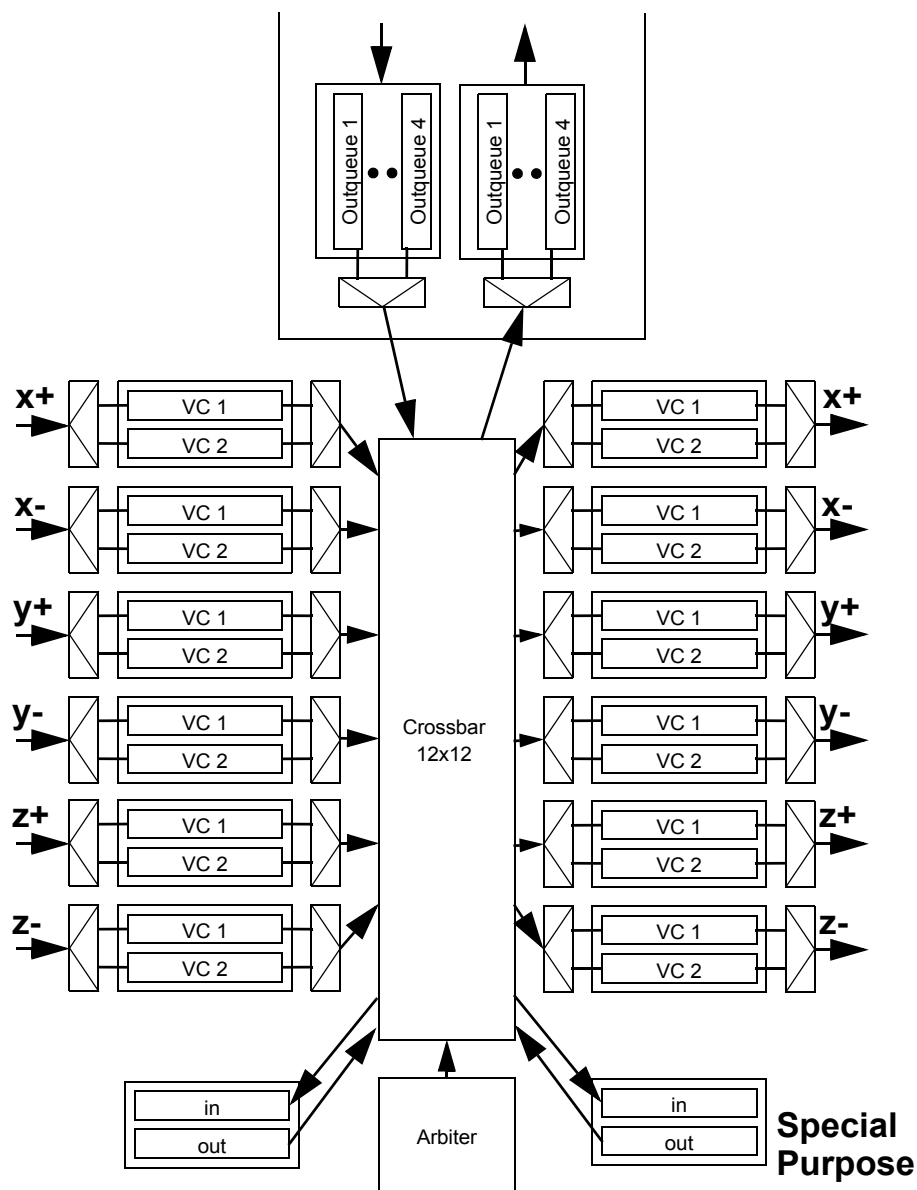 Outqueue 1
Outqueue 4
Outqueue 1
Outqueue 4
x+
VC 1
VC 2
VC 1
VC 2
x+
x-
VC 1
VC 2
VC 1
VC 2
x-
y+
VC 1
VC 2
VC 1
VC 2
y+
y-
VC 1
VC 2
Crossbar
12x12
VC 1
VC 2
y-
z+
VC 1
VC 2
VC 1
VC 2
z+
z-
VC 1
VC 2
VC 1
VC 2
z-
in
out
Arbiter
in
out
Special
Purpose